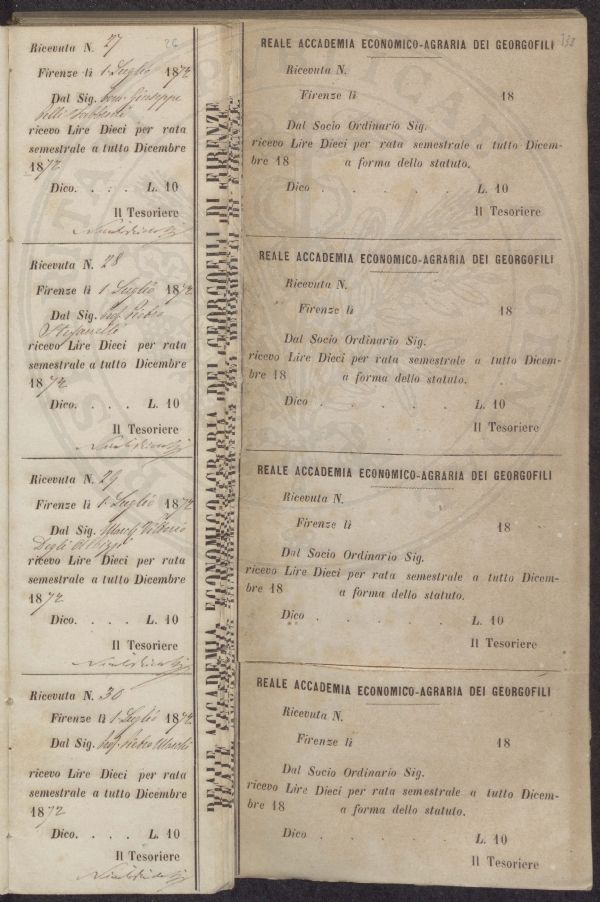 26
Ricevuta N. 27
Firenze li 1 Luglio 1872
Dal Sig. Giuseppe
ricevo Lire Dieci per rata
semestrale a tutto Dicembre
1872
Dico. . . . L. 10
Il Tesoriere
Ricevuta N. 28
Firenze li 1 Luglio 1872
Dal Sig. Pietro
Stefanelli
ricevo Lire Dieci per rata
semestrale a tutto Dicembre
1872
Dico. . . . L. 10
Il Tesoriere
Ricevuta N. 29
Firenze li 1 Luglio 1872
Dal Sig. March. Vittorio
Degli Albizzi
ricevo Lire Dieci per rata
semestrale a tutto Dicembre
1872
Dico. . . . L. 10
Il Tesoriere
Ricevuta N. 30
Firenze li 1 Luglio 1872
Dal Sig. Pietro
ricevo Lire Dieci per rata
semestrale a tutto Dicembre
1872
Dico. . . . L. 10
Il Tesoriere
REALE ACCADEMIA ECONOMICO-AGRARIA DEI GEORGOFILI DI FIRENZE
REALE ACCADEMIA ECONOMICO-AGRARIA DEI GEORGOFILI
Ricevuta N.
Firenze li 18
Dal Socio Ordinario Sig.
ricevo Lire Dieci per rata semestrale a tutto Dicem-
bre 18 a forma dello statuto.
Dico . . . . . L. 10
Il Tesoriere
REALE ACCADEMIA ECONOMICO-AGRARIA DEI GEORGOFILI
Ricevuta N.
Firenze li 18
Dal Socio Ordinario Sig.
ricevo Lire Dieci per rata semestrale a tutto Dicem-
bre 18 a forma dello statuto.
Dico . . . . . L. 10
Il Tesoriere
REALE ACCADEMIA ECONOMICO-AGRARIA DEI GEORGOFILI
Ricevuta N.
Firenze li 18
Dal Socio Ordinario Sig.
ricevo Lire Dieci per rata semestrale a tutto Dicem-
bre 18 a forma dello statuto.
Dico . . . . . L. 10
Il Tesoriere
REALE ACCADEMIA ECONOMICO-AGRARIA DEI GEORGOFILI
Ricevuta N.
Firenze li 18
Dal Socio Ordinario Sig.
ricevo Lire Dieci per rata semestrale a tutto Dicem-
bre 18 a forma dello statuto.
Dico . . . . . L. 10
Il Tesoriere